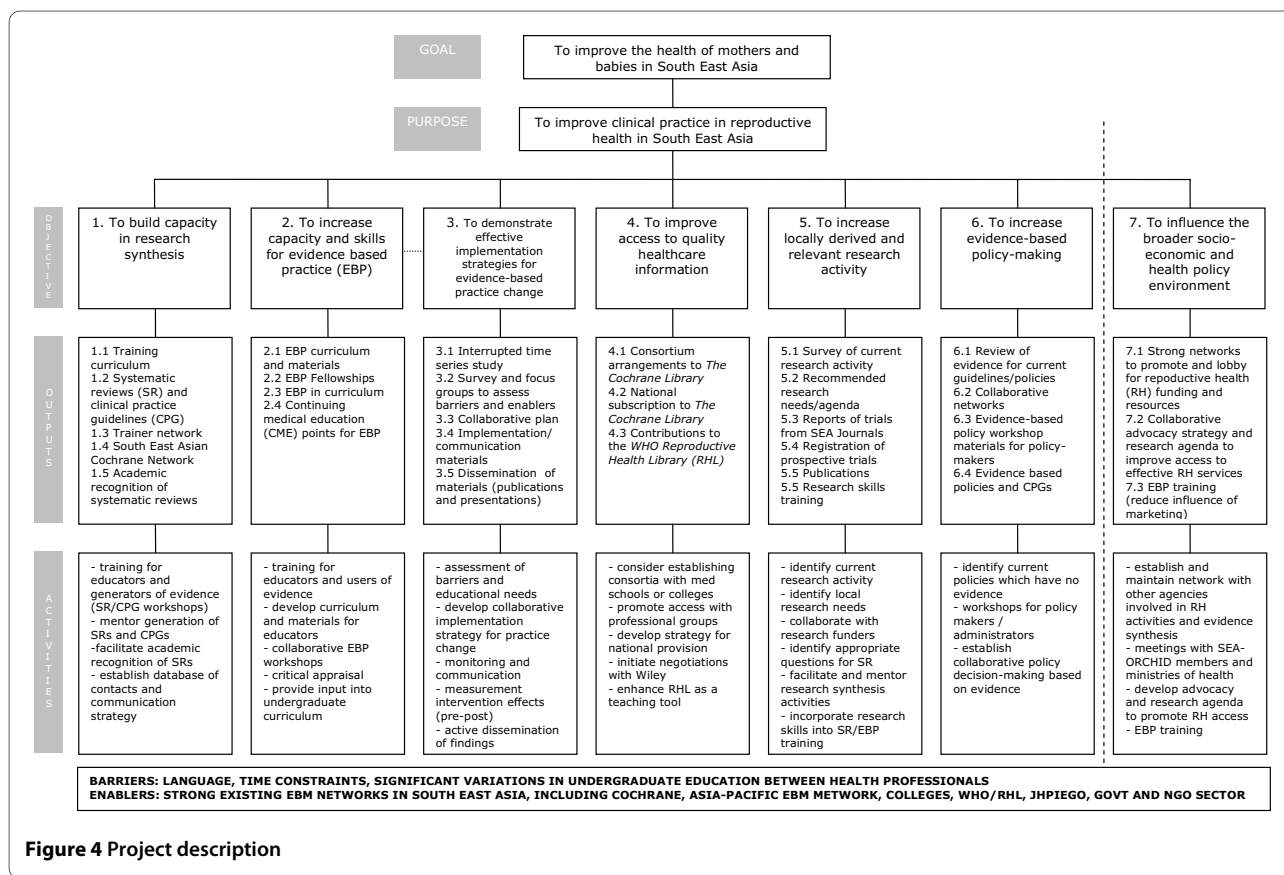 GOAL
To improve the health of mothers and
babies in South East Asia
PURPOSE
To improve clinical practice in reproductive
health in South East Asia
OBJECTIVE
1. To build capacity
in research
synthesis
2. To increase
capacity and skills
for evidence based
practice (EBP)
3. To demonstrate
effective
implementation
strategies for
evidence-based
practice change
4. To improve
access to quality
healthcare
information
5. To increase
locally derived and
relevant research
activity
6. To increase
evidence-based
policy-making
7. To influence the
broader socio-
economic and
health policy
environment
OUTPUTS
1.1 Training
curriculum
1.2 Systematic
reviews (SR) and
clinical practice
guidelines (CPG)
1.3 Trainer network
1.4 South East Asian
Cochrane Network
1.5 Academic
recognition of
systematic reviews
2.1 EBP curriculum
and materials
2.2 EBP Fellowships
2.3 EBP in curriculum
2.4 Continuing
medical education
(CME) points for EBP
3.1 Interrupted time
series study
3.2 Survey and focus
groups to assess
barriers and enablers
3.3 Collaborative plan
3.4 Implementation/
communication
materials
3.5 Dissemination of
materials (publications
and presentations)
4.1 Consortium
arrangements to The
Cochrane Library
4.2 National
subscription to The
Cochrane Library
4.3 Contributions to
the WHO Reproductive
Health Library (RHL)
5.1 Survey of current
research activity
5.2 Recommended
research
needs/agenda
5.3 Reports of trials
from SEA Journals
5.4 Registration of
prospective trials
5.5 Publications
5.5 Research skills
training
6.1 Review of
evidence for current
guidelines/policies
6.2 Collaborative
networks
6.3 Evidence-based
policy workshop
materials for policy-
makers
6.4 Evidence based
policies and CPGs
7.1 Strong networks
to promote and lobby
for repoductive health
(RH) funding and
resources
7.2 Collaborative
advocacy strategy and
research agenda to
improve access to
effective RH services
7.3 EBP training
(reduce influence of
marketing)
ACTIVITIES
- training for
educators and
generators of evidence
(SR/CPG workshops)
- mentor generation of
SRs and CPGs
-facilitate academic
recognition of SRs
- establish database of
contacts and
communication
strategy
- training for
educators and users of
evidence
- develop curriculum
and materials for
educators
- collaborative EBP
workshops
- critical appraisal
- provide input into
undergraduate
curriculum
- assessment of
barriers and
educational needs
- develop collaborative
implementation
strategy for practice
change
- monitoring and
communication
- measurement
intervention effects
(pre-post)
- active dissemination
of findings
- consider establishing
consortia with med
schools or colleges
- promote access with
professional groups
- develop strategy for
national provision
- initiate negotiations
with Wiley
- enhance RHL as a
teaching tool
- identify current
research activity
- identify local
research needs
- collaborate with
research funders
- identify appropriate
questions for SR
- facilitate and mentor
research synthesis
activities
- incorporate research
skills into SR/EBP
training
- identify current
policies which have no
evidence
- workshops for policy
makers /
administrators
- establish
collaborative policy
decision-making based
on evidence
- establish and
maintain network with
other agencies
involved in RH
activities and evidence
synthesis
- meetings with SEA-
ORCHID members and
ministries of health
- develop advocacy
and research agenda
to promote RH access
- EBP training
BARRIERS: LANGUAGE, TIME CONSTRAINTS, SIGNIFICANT VARIATIONS IN UNDERGRADUATE EDUCATION BETWEEN HEALTH PROFESSIONALS
ENABLERS: STRONG EXISTING EBM NETWORKS IN SOUTH EAST ASIA, INCLUDING COCHRANE, ASIA-PACIFIC EBM METWORK, COLLEGES, WHO/RHL, JHPIEGO, GOVT AND NGO SECTOR
Figure 4 Project description